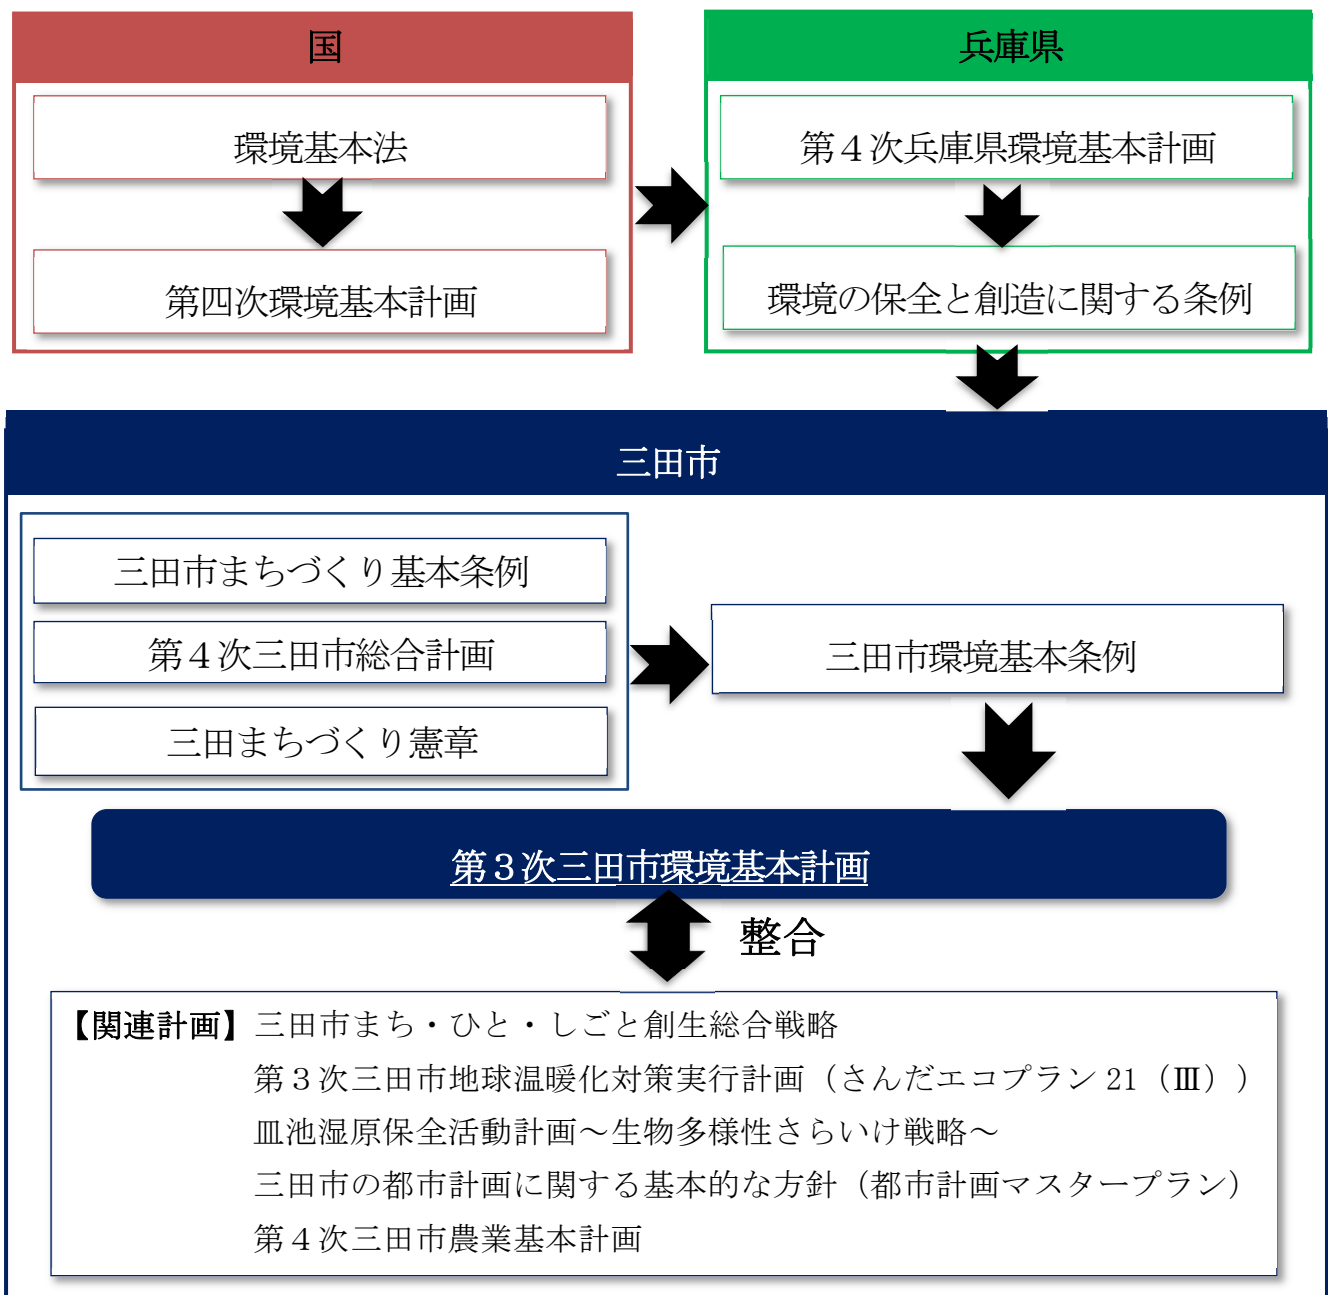 国
環境基本法
第四次環境基本計画
兵庫県
第４次兵庫県環境基本計画
環境の保全と創造に関する条例
三田市
三田市まちづくり基本条例
第４次三田市総合計画
三田まちづくり憲章
三田市環境基本条例
第３次三田市環境基本計画
整合
【関連計画】三田市まち・ひと・しごと創生総合戦略
第３次三田市地球温暖化対策実行計画（さんだエコプラン 21（Ⅲ））
皿池湿原保全活動計画～生物多様性さらいけ戦略～
三田市の都市計画に関する基本的な方針（都市計画マスタープラン）
第４次三田市農業基本計画